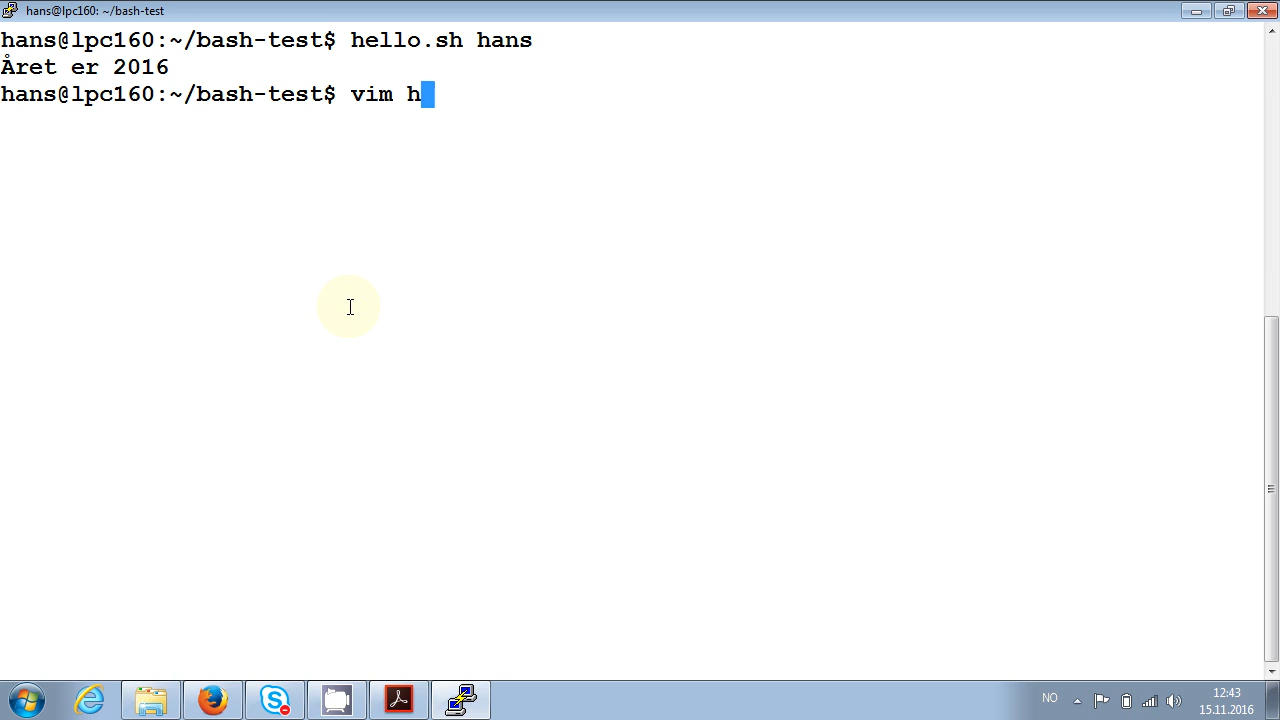 hans@lpc160: ~/bash-test
hans@lpc160:~/bash-test$ hello.sh hans
Året er 2016
hans@lpc160:~/bash-test$ vim h
NO
12:43
15.11.2016